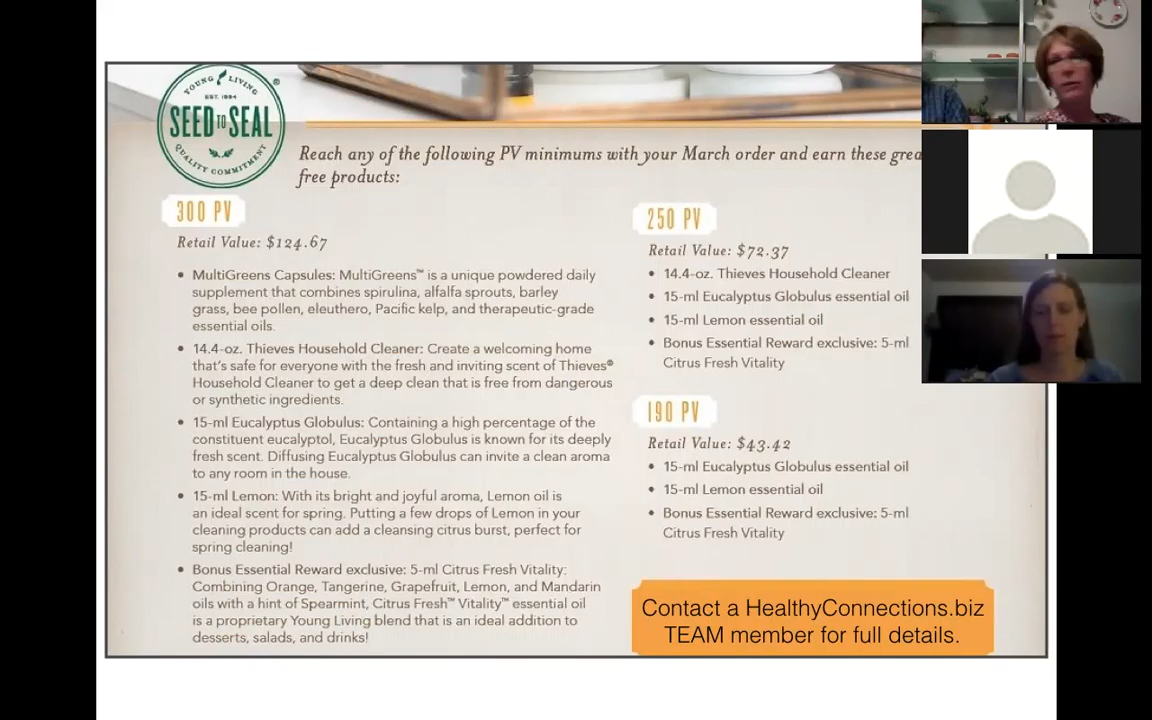 YOUNG LIVING
EST. 1994
SEED TO SEAL
QUALITY COMMITMENT
®
Reach any of the following PV minimums with your March order and earn these
free products:
300 PV
Retail Value: $124.67
• MultiGreens Capsules: MultiGreens™ is a unique powdered daily
supplement that combines spirulina, alfalfa sprouts, barley
grass, bee pollen, eleuthero, Pacific kelp, and therapeutic-grade
essential oils.
• 14.4-oz. Thieves Household Cleaner: Create a welcoming home
that's safe for everyone with the fresh and inviting scent of Thieves®
Household Cleaner to get a deep clean that is free from dangerous
or synthetic ingredients.
• 15-ml Eucalyptus Globulus: Containing a high percentage of the
constituent eucalyptol, Eucalyptus Globulus is known for its deeply
fresh scent. Diffusing Eucalyptus Globulus can invite a clean aroma
to any room in the house.
• 15-ml Lemon: With its bright and joyful aroma, Lemon oil is
an ideal scent for spring. Putting a few drops of Lemon in your
cleaning products can add a cleansing citrus burst, perfect for
spring cleaning!
• Bonus Essential Reward exclusive: 5-ml Citrus Fresh Vitality:
Combining Orange, Tangerine, Grapefruit, Lemon, and Mandarin
oils with a hint of Spearmint, Citrus Fresh™ Vitality™ essential oil
is a proprietary Young Living blend that is an ideal addition to
desserts, salads, and drinks!
250 PV
Retail Value: $72.37
• 14.4-oz. Thieves Household Cleaner
• 15-ml Eucalyptus Globulus essential oil
• 15-ml Lemon essential oil
• Bonus Essential Reward exclusive: 5-ml
Citrus Fresh Vitality
190 PV
Retail Value: $43.42
• 15-ml Eucalyptus Globulus essential oil
• 15-ml Lemon essential oil
• Bonus Essential Reward exclusive: 5-ml
Citrus Fresh Vitality
Contact a HealthyConnections.biz
TEAM member for full details.